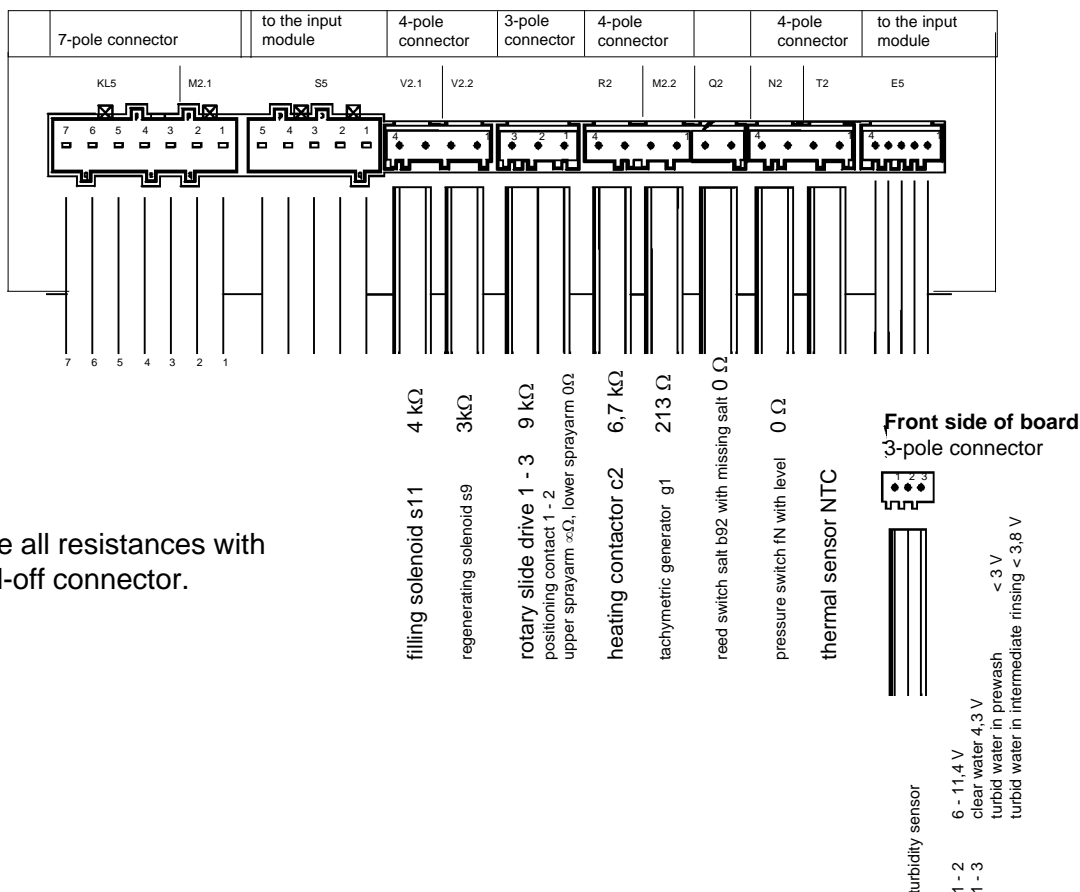 7-pole connector
to the input
module
4-pole
connector
3-pole
connector
4-pole
connector
4-pole
connector
to the input
module
KL5
M2.1
S5
V2.1
V2.2
R2
M2.2
Q2
N2
T2
E5
7 6 5 4 3 2 1
5 4 3 2 1
4 1
3 2 1
4 1
4 1
4 1
7 6 5 4 3 2 1
filling solenoid s11 4 kΩ
regenerating solenoid s9 3kΩ
rotary slide drive 1 - 3 9 kΩ
positioning contact 1 - 2
upper sprayarm ∞Ω, lower sprayarm 0Ω
heating contactor c2 6,7 kΩ
tachymetric generator g1 213 Ω
reed switch salt b92 with missing salt 0 Ω
pressure switch fN with level 0 Ω
thermal sensor NTC
e all resistances with
l-off connector.
Front side of board
3-pole connector
1 2 3
turbidity sensor
1 - 2 6 - 11,4 V
1 - 3 clear water 4,3 V
turbid water in prewash < 3 V
turbid water in intermediate rinsing < 3,8 V